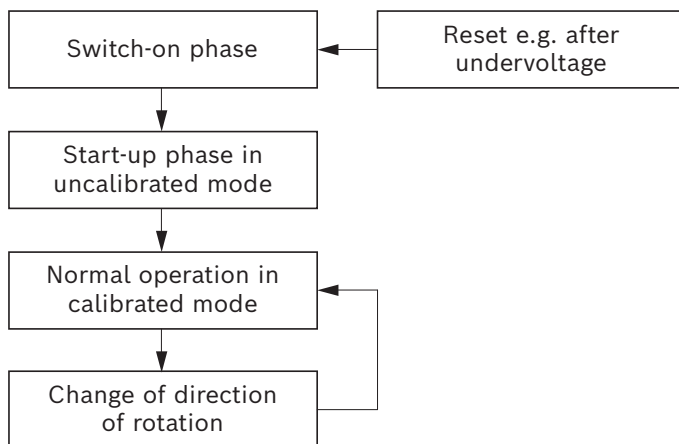 Switch-on phase
Reset e.g. after
undervoltage
Start-up phase in
uncalibrated mode
Normal operation in
calibrated mode
Change of direction
of rotation